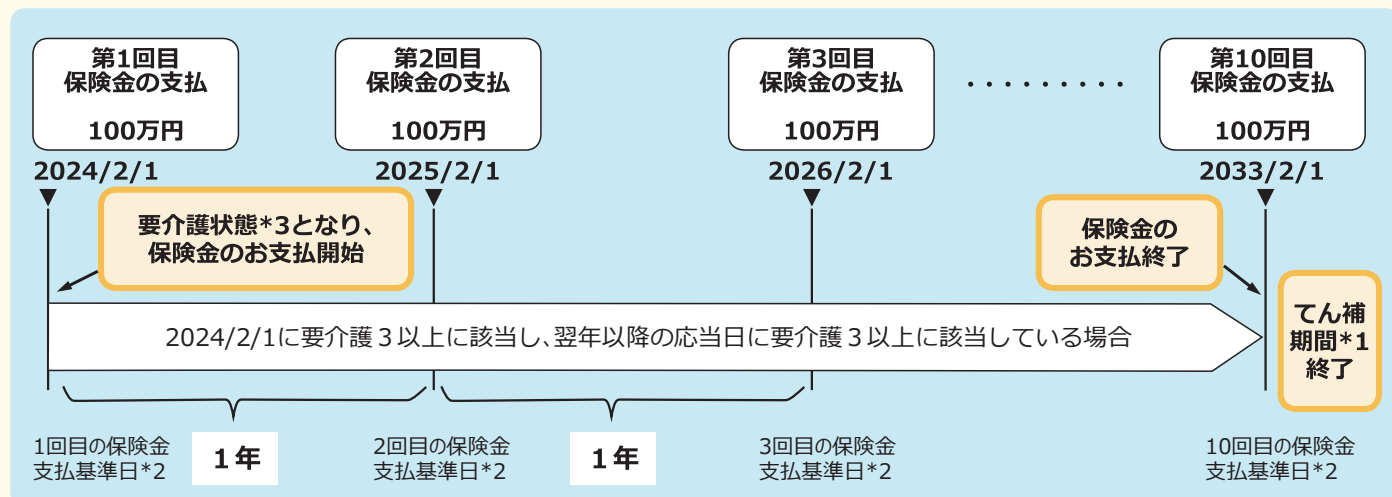 第1回目
保険金の支払
100万円
第2回目
保険金の支払
100万円
第3回目
保険金の支払
100万円
・・・・・・・・・
第10回目
保険金の支払
100万円
2024/2/1
2025/2/1
2026/2/1
2033/2/1
要介護状態*3となり、
保険金のお支払開始
保険金の
お支払終了
てん補
期間*1
終了
2024/2/1に要介護３以上に該当し、翌年以降の応当日に要介護３以上に該当している場合
1回目の保険金
支払基準日*2
1年
2回目の保険金
支払基準日*2
1年
3回目の保険金
支払基準日*2
10回目の保険金
支払基準日*2